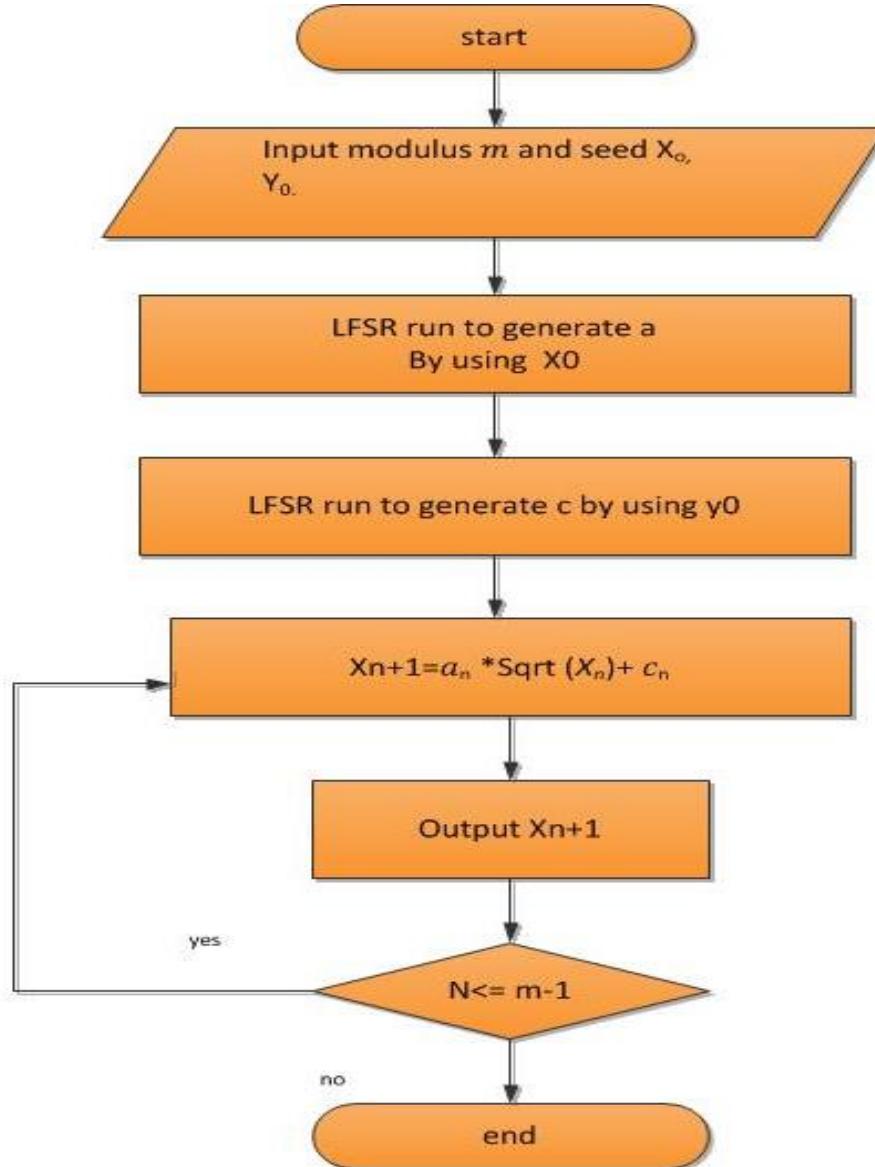 start
Input modulus m and seed Xₒ,
Y₀.
LFSR run to generate a
By using X0
LFSR run to generate c by using y0
Xn+1=aₙ *Sqrt (Xₙ)+ cₙ
Output Xn+1
yes
N<= m-1
no
end